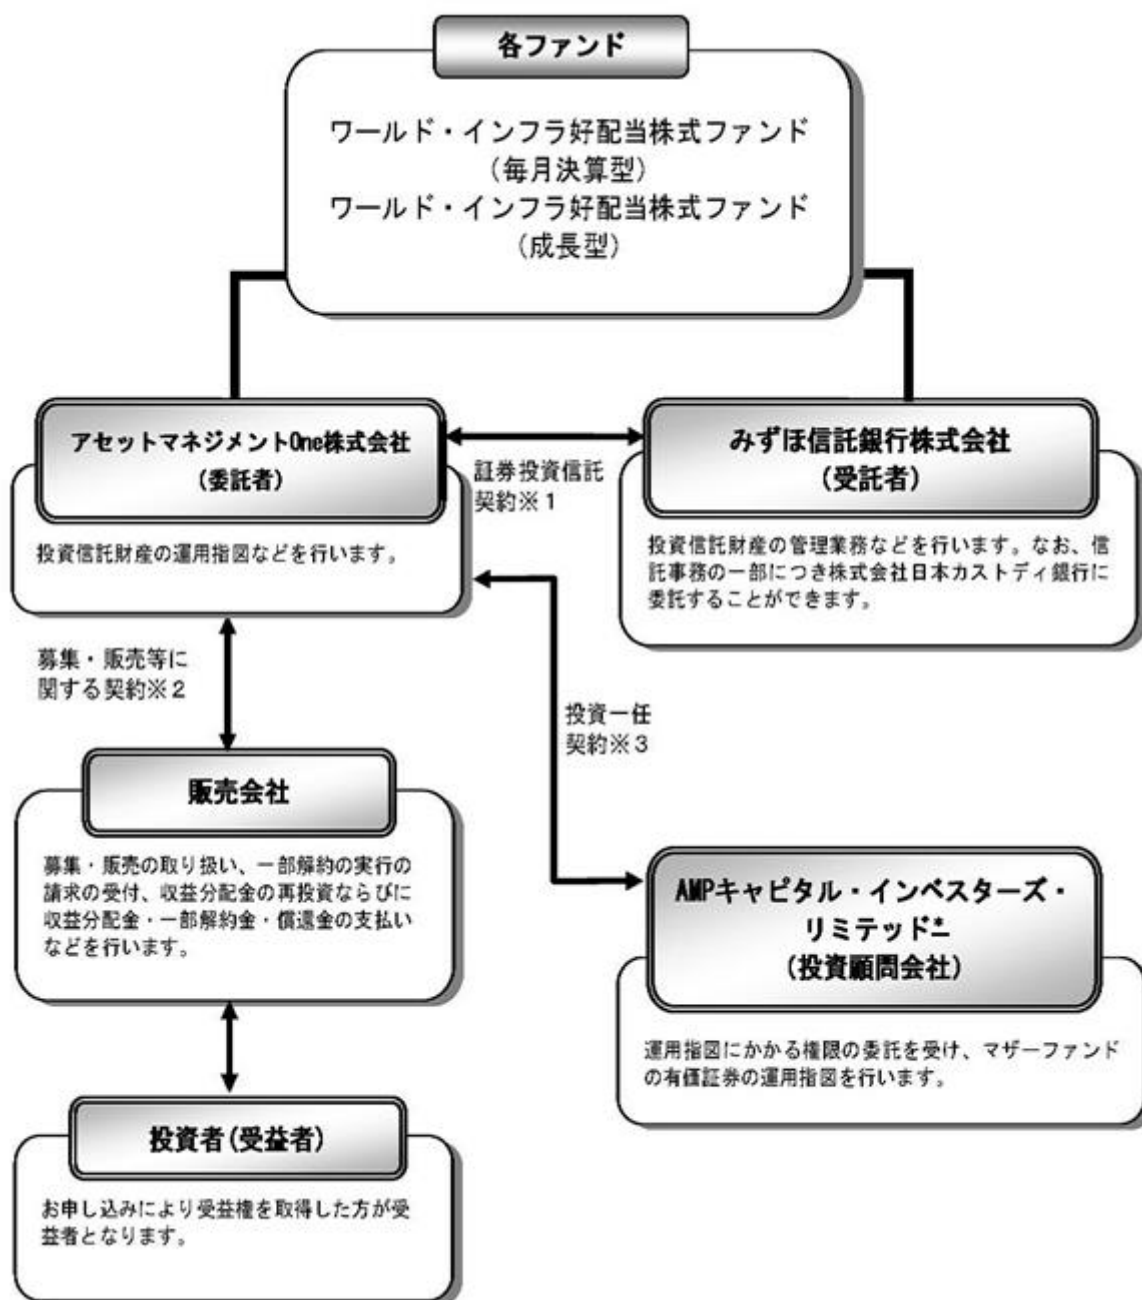 各ファンド
ワールド・インフラ好配当株式ファンド
（毎月決算型）
ワールド・インフラ好配当株式ファンド
（成長型）
アセットマネジメントOne株式会社
（委託者）
投資信託財産の運用指図などを行います。
証券投資信託
契約※１
みずほ信託銀行株式会社
（受託者）
投資信託財産の管理業務などを行います。なお、信
託事務の一部につき株式会社日本カストディ銀行に
委託することができます。
募集・販売等に
関する契約※２
投資一任
契約※３
販売会社
募集・販売の取り扱い、一部解約の実行の
請求の受付、収益分配金の再投資ならびに
収益分配金・一部解約金・償還金の支払い
などを行います。
AMPキャピタル・インベスターズ・
リミテッド*
（投資顧問会社）
運用指図にかかる権限の委託を受け、マザーファンド
の有価証券の運用指図を行います。
投資者(受益者)
お申し込みにより受益権を取得した方が受
益者となります。